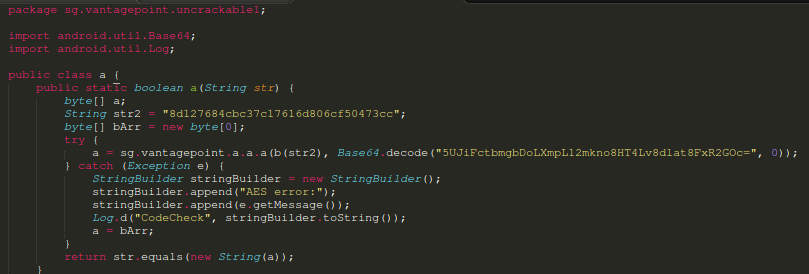 package sg.vantagepoint.uncrackable1;
import android.util.Base64;
import android.util.Log;
public class a {
public static boolean a(String str) {
byte[] a;
String str2 = "8d127684cbc37c17616d806cf50473cc";
byte[] bArr = new byte[0];
try {
a = sg.vantagepoint.a.a.a(b(str2), Base64.decode("5UJiFctbmgbDoLXmpL12mkno8HT4Lv8dlat8FxR2GOc=", 0));
} catch (Exception e) {
StringBuilder stringBuilder = new StringBuilder();
stringBuilder.append("AES error:");
stringBuilder.append(e.getMessage());
Log.d("CodeCheck", stringBuilder.toString());
a = bArr;
}
return str.equals(new String(a));
}